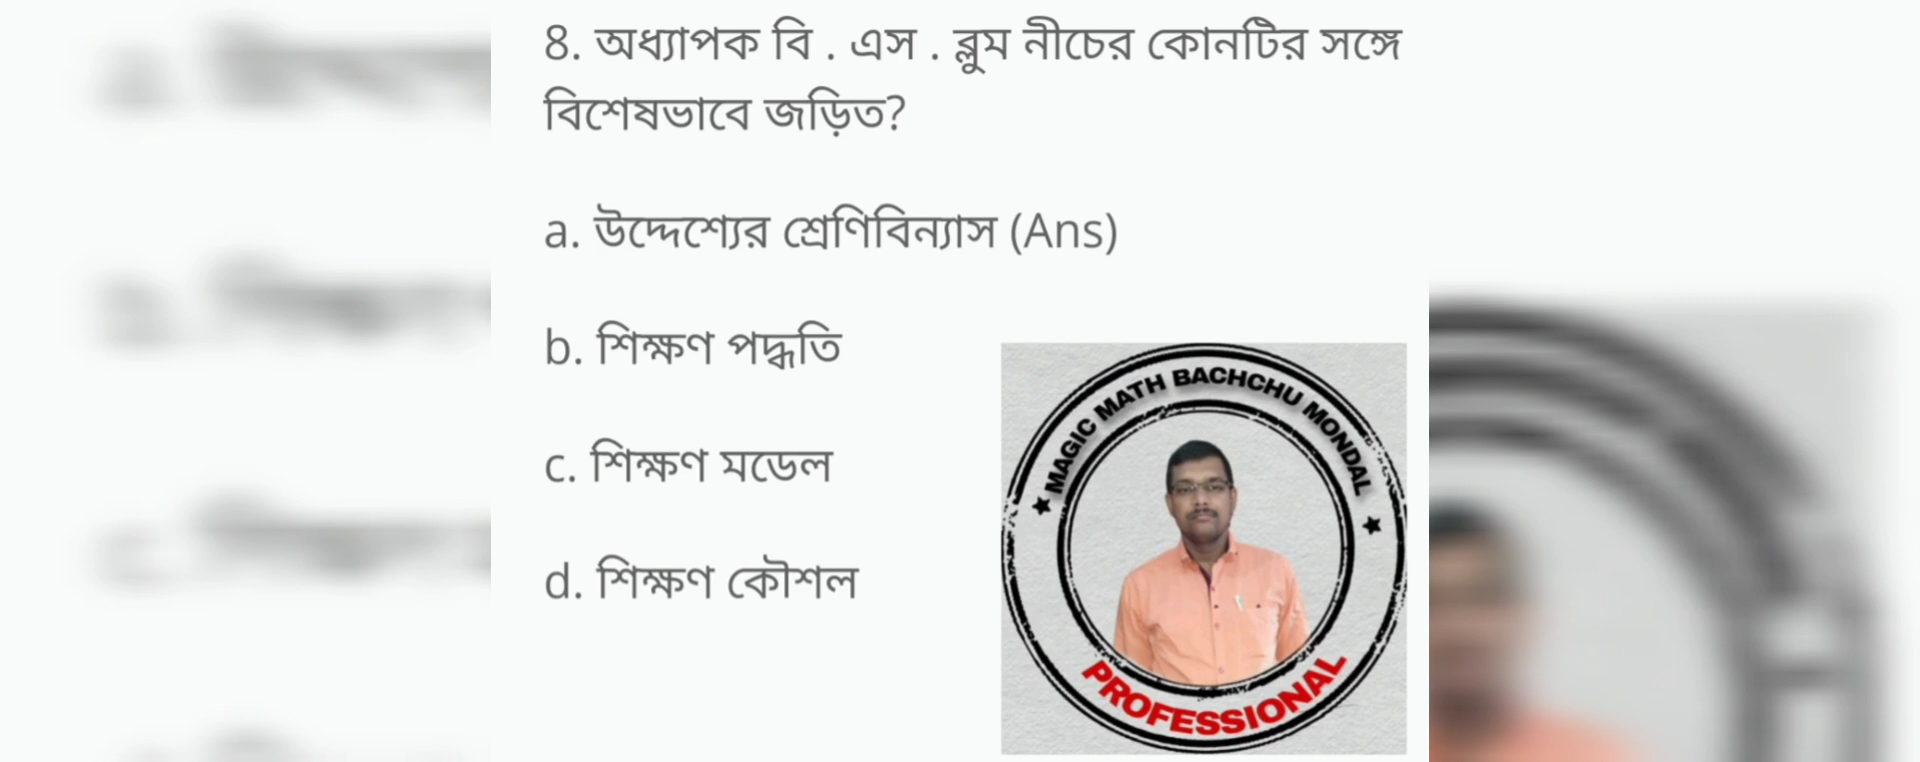 8. অধ্যাপক বি . এস . ব্লুম নীচের কোনটির সঙ্গে
বিশেষভাবে জড়িত?
a. উদ্দেশ্যের শ্রেণিবিন্যাস (Ans)
b. শিক্ষণ পদ্ধতি
c. শিক্ষণ মডেল
d. শিক্ষণ কৌশল
MAGIC MATH BACHCHU MONDAL
PROFESSIONAL